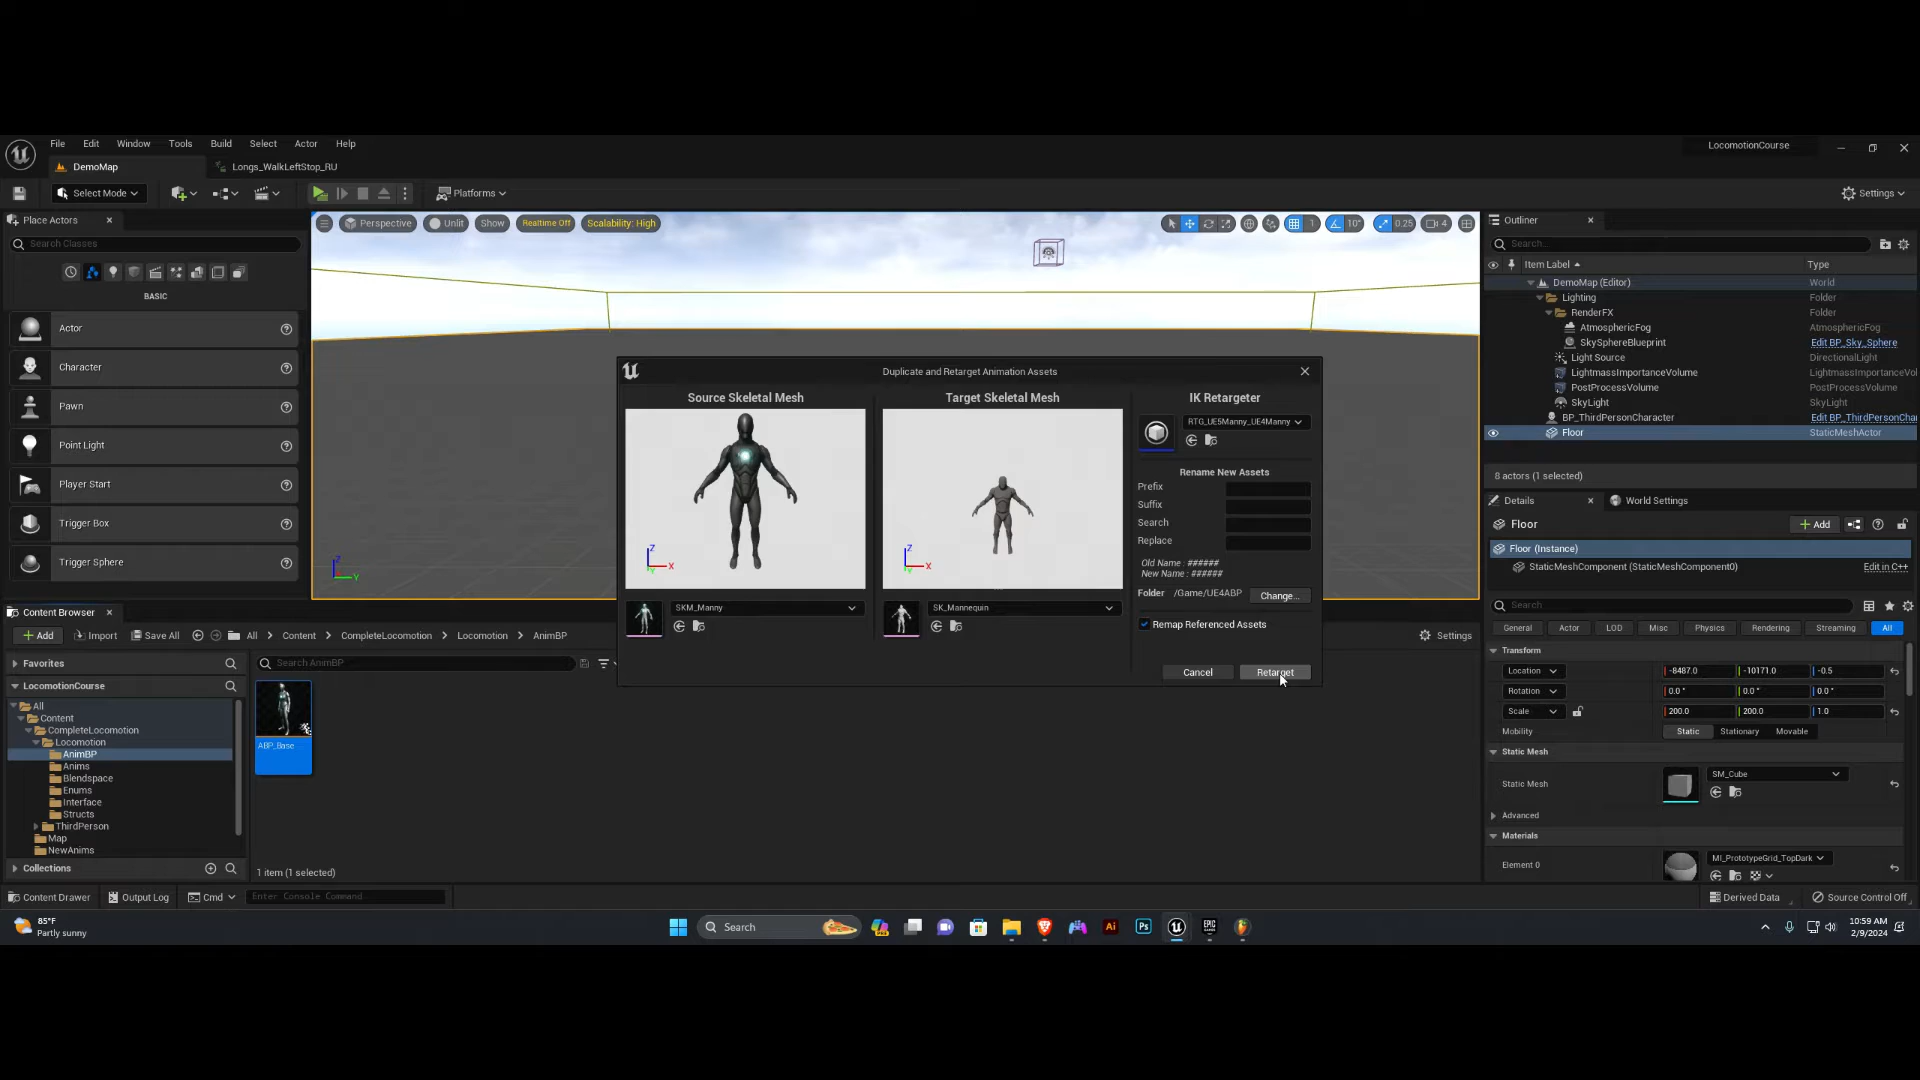 File Edit Window Tools Build Select Actor Help
LocomotionCourse
DemoMap
Longs_WalkLeftStop_RU
Select Mode
Platforms
Settings
Place Actors
Search Classes
BASIC
Actor
Character
Pawn
Point Light
Player Start
Trigger Box
Trigger Sphere
Perspective Unlit Show Realtime Off Scalability: High
1 10° 0.25 4
Duplicate and Retarget Animation Assets
Source Skeletal Mesh
Target Skeletal Mesh
IK Retargeter
RTG_UE5Manny_UE4Manny
Rename New Assets
Prefix
Suffix
Search
Replace
Old Name : ######
New Name : ######
Folder /Game/UE4ABP Change...
SKM_Manny
SK_Mannequin
Remap Referenced Assets
Cancel
Retarget
Outliner
Search...
Item Label Type
DemoMap (Editor) World
Lighting Folder
RenderFX Folder
AtmosphericFog AtmosphericFog
SkySphereBlueprint Edit BP_Sky_Sphere
Light Source DirectionalLight
LightmassImportanceVolume LightmassImportanceVol
PostProcessVolume PostProcessVolume
SkyLight SkyLight
BP_ThirdPersonCharacter Edit BP_ThirdPersonChar
Floor StaticMeshActor
8 actors (1 selected)
Details World Settings
Floor Add
Floor (Instance)
StaticMeshComponent (StaticMeshComponent0) Edit in C++
Search
General Actor LOD Misc Physics Rendering Streaming All
Transform
Location -8487.0 -10171.0 -0.5
Rotation 0.0 ° 0.0 ° 0.0 °
Scale 200.0 200.0 1.0
Mobility Static Stationary Movable
Static Mesh
Static Mesh SM_Cube
Advanced
Materials
Element 0 MI_PrototypeGrid_TopDark
Content Browser
Add Import Save All All Content CompleteLocomotion Locomotion AnimBP Settings
Favorites
Search AnimBP
LocomotionCourse
All
Content
CompleteLocomotion
Locomotion
AnimBP
Anims
Blendspace
Enums
Interface
Structs
ThirdPerson
Map
NewAnims
Collections
ABP_Base
1 item (1 selected)
Content Drawer Output Log Cmd Enter Console Command Derived Data Source Control Off
85°F
Partly sunny
Search
10:59 AM
2/9/2024